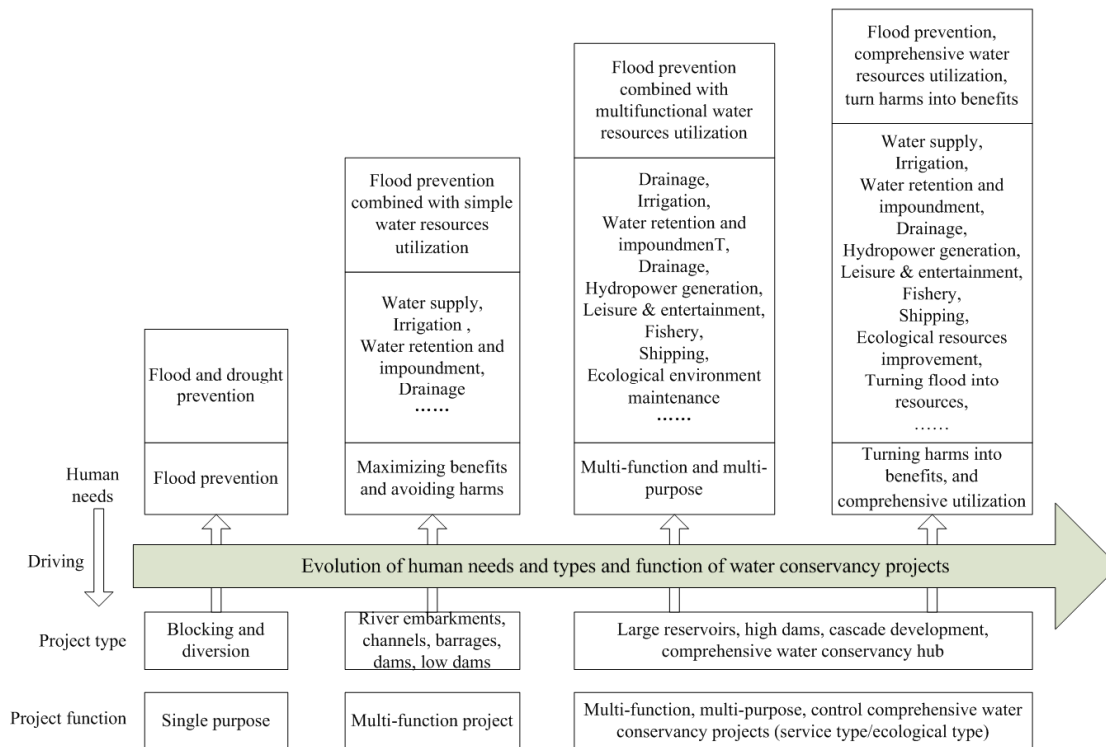 Flood and drought
prevention
Flood prevention
Flood prevention
combined with simple
water resources
utilization
Water supply,
Irrigation ,
Water retention and
impoundment,
Drainage
……
Maximizing benefits
and avoiding harms
Flood prevention
combined with
multifunctional water
resources utilization
Drainage,
Irrigation,
Water retention and
impoundmenT,
Drainage,
Hydropower generation,
Leisure & entertainment,
Fishery,
Shipping,
Ecological environment
maintenance
……
Multi-function and multi-
purpose
Flood prevention,
comprehensive water
resources utilization,
turn harms into benefits
Water supply,
Irrigation,
Water retention and
impoundment,
Drainage,
Hydropower generation,
Leisure & entertainment,
Fishery,
Shipping,
Ecological resources
improvement,
Turning flood into
resources,
……
Turning harms into
benefits, and
comprehensive utilization
Human
needs
Driving
Evolution of human needs and types and function of water conservancy projects
Project type
Blocking and
diversion
River embarkments,
channels, barrages,
dams, low dams
Large reservoirs, high dams, cascade development,
comprehensive water conservancy hub
Project function
Single purpose
Multi-function project
Multi-function, multi-purpose, control comprehensive water
conservancy projects (service type/ecological type)